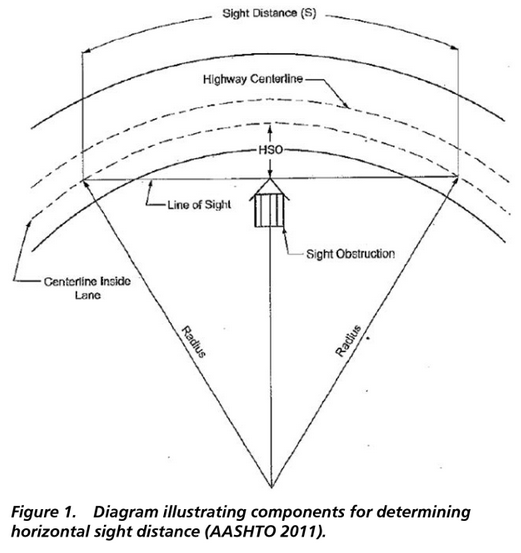 Sight Distance (S)
Highway Centerline
HSO
Line of Sight
Sight Obstruction
Centerline Inside
Lane
Radius
Radius
Figure 1. Diagram illustrating components for determining
horizontal sight distance (AASHTO 2011).